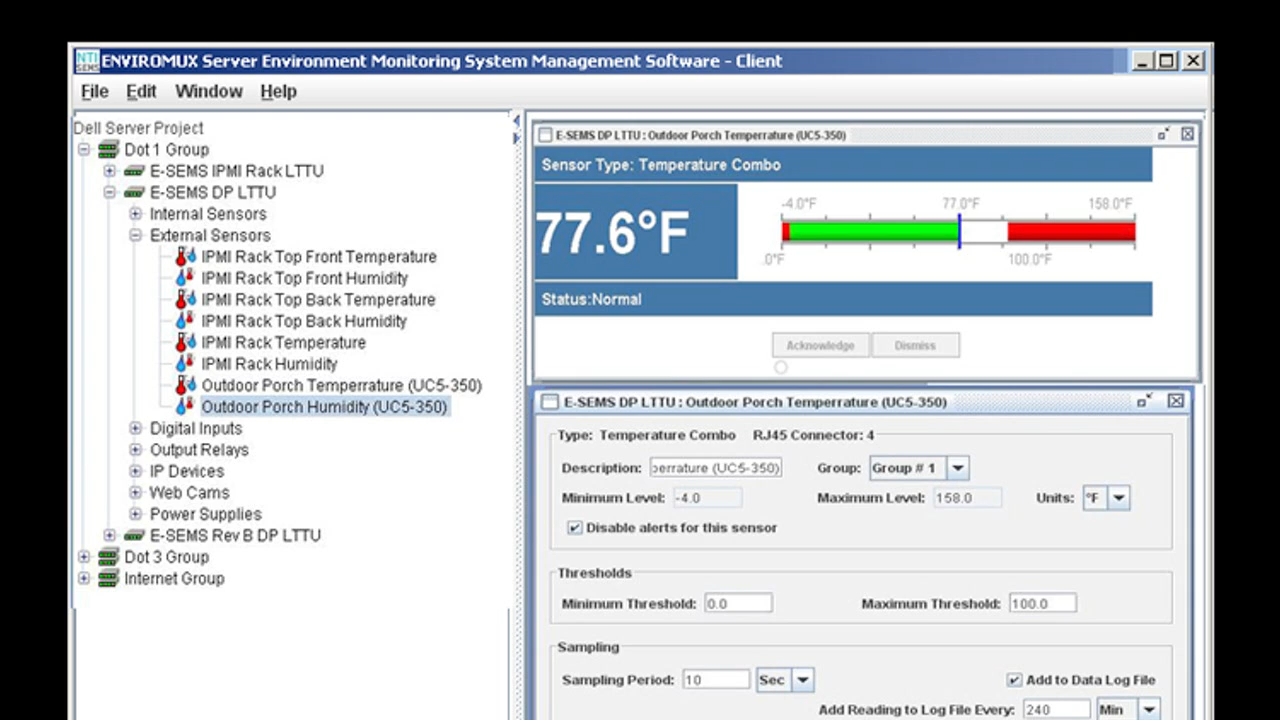 NTI
SEMS
ENVIROMUX Server Environment Monitoring System Management Software - Client
File Edit Window Help
Dell Server Project
Dot 1 Group
E-SEMS IPMI Rack LTTU
E-SEMS DP LTTU
Internal Sensors
External Sensors
IPMI Rack Top Front Temperature
IPMI Rack Top Front Humidity
IPMI Rack Top Back Temperature
IPMI Rack Top Back Humidity
IPMI Rack Temperature
IPMI Rack Humidity
Outdoor Porch Temperrature (UC5-350)
Outdoor Porch Humidity (UC5-350)
Digital Inputs
Output Relays
IP Devices
Web Cams
Power Supplies
E-SEMS Rev B DP LTTU
Dot 3 Group
Internet Group
E-SEMS DP LTTU : Outdoor Porch Temperrature (UC5-350)
Sensor Type: Temperature Combo
77.6°F
-4.0°F 77.0°F 158.0°F
.0°F 100.0°F
Status:Normal
Acknowledge Dismiss
E-SEMS DP LTTU : Outdoor Porch Temperrature (UC5-350)
Type: Temperature Combo RJ45 Connector: 4
Description: perrature (UC5-350) Group: Group # 1
Minimum Level: -4.0 Maximum Level: 158.0 Units: °F
Disable alerts for this sensor
Thresholds
Minimum Threshold: 0.0 Maximum Threshold: 100.0
Sampling
Sampling Period: 10 Sec Add to Data Log File
Add Reading to Log File Every: 240 Min